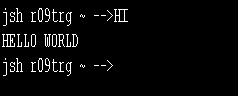 jsh r09trg ~ -->HI
HELLO WORLD
jsh r09trg ~ -->